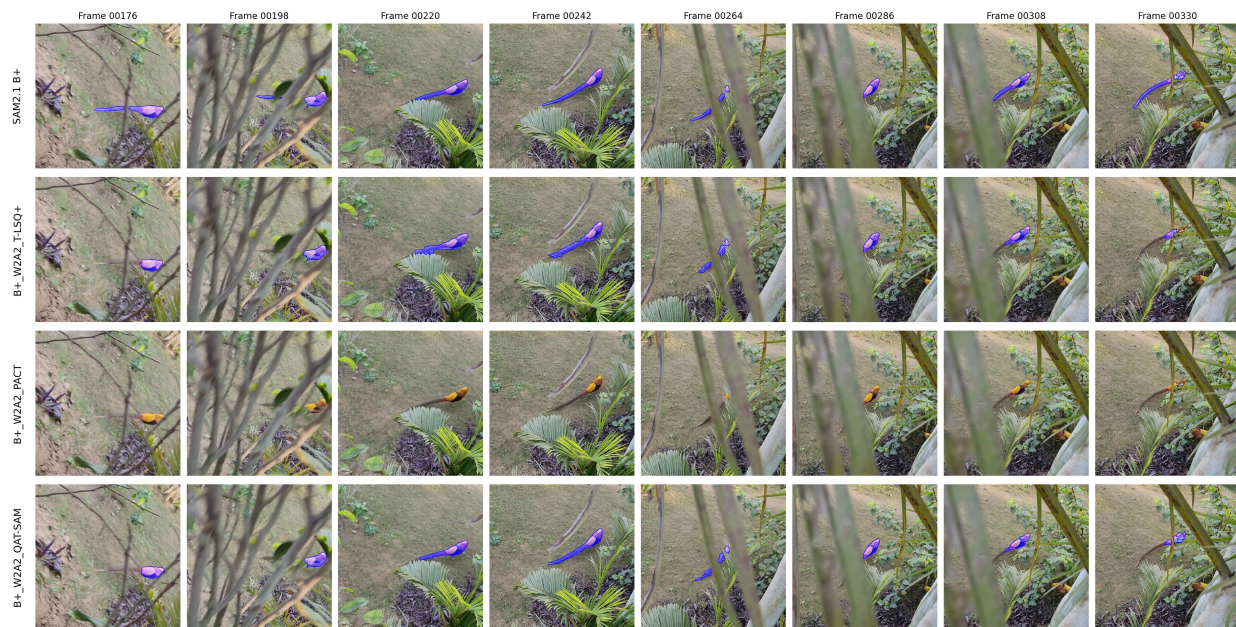 Frame 00176 Frame 00198 Frame 00220 Frame 00242 Frame 00264 Frame 00286 Frame 00308 Frame 00330
SAM2.1 B+
B+_W2A2_T-LSQ+
B+_W2A2_PACT
B+_W2A2_QAT-SAM